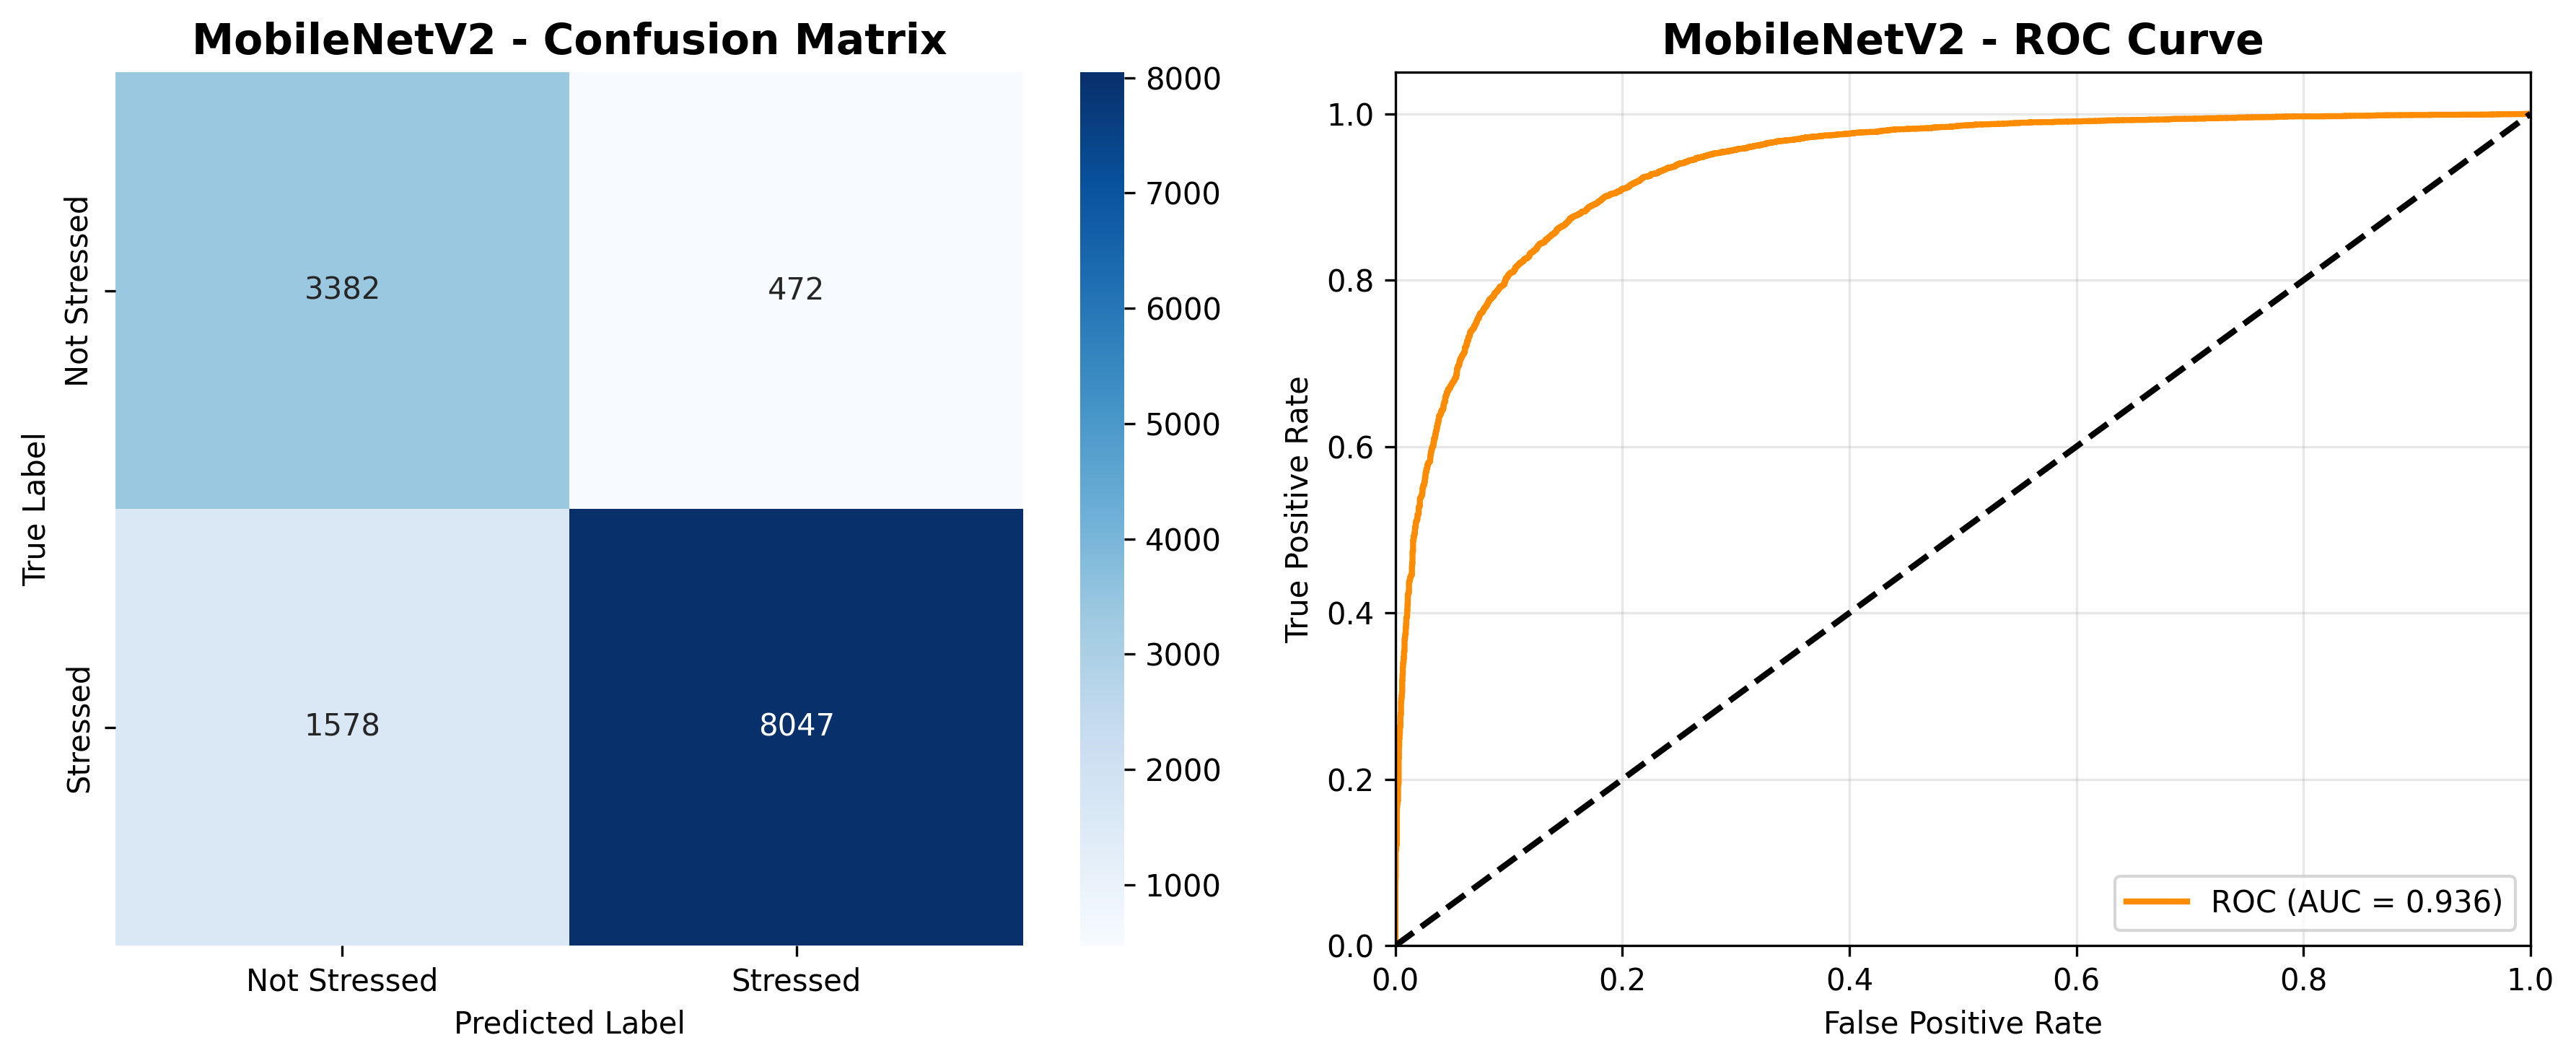 MobileNetV2 - Confusion Matrix
True Label
Not Stressed
Stressed
3382
472
1578
8047
Not Stressed
Stressed
Predicted Label
8000
7000
6000
5000
4000
3000
2000
1000
MobileNetV2 - ROC Curve
True Positive Rate
1.0
0.8
0.6
0.4
0.2
0.0
0.0
0.2
0.4
0.6
0.8
1.0
False Positive Rate
ROC (AUC = 0.936)